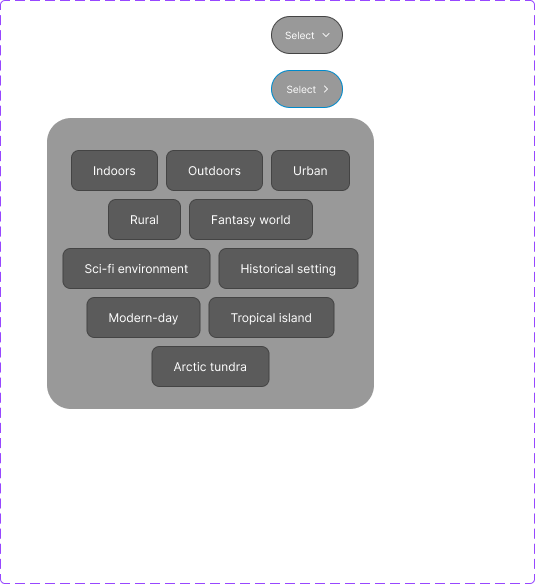 Select
Select
Indoors Outdoors Urban
Rural Fantasy world
Sci-fi environment Historical setting
Modern-day Tropical island
Arctic tundra